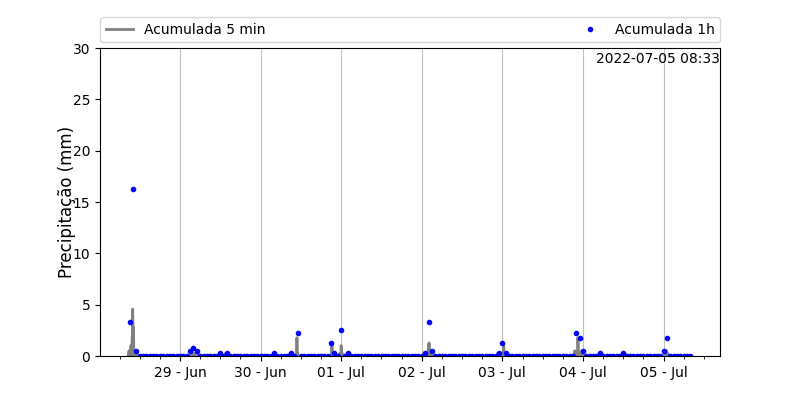 Acumulada 5 min
Acumulada 1h
2022-07-05 08:33
Precipitação (mm)
30
25
20
15
10
5
0
29 - Jun
30 - Jun
01 - Jul
02 - Jul
03 - Jul
04 - Jul
05 - Jul